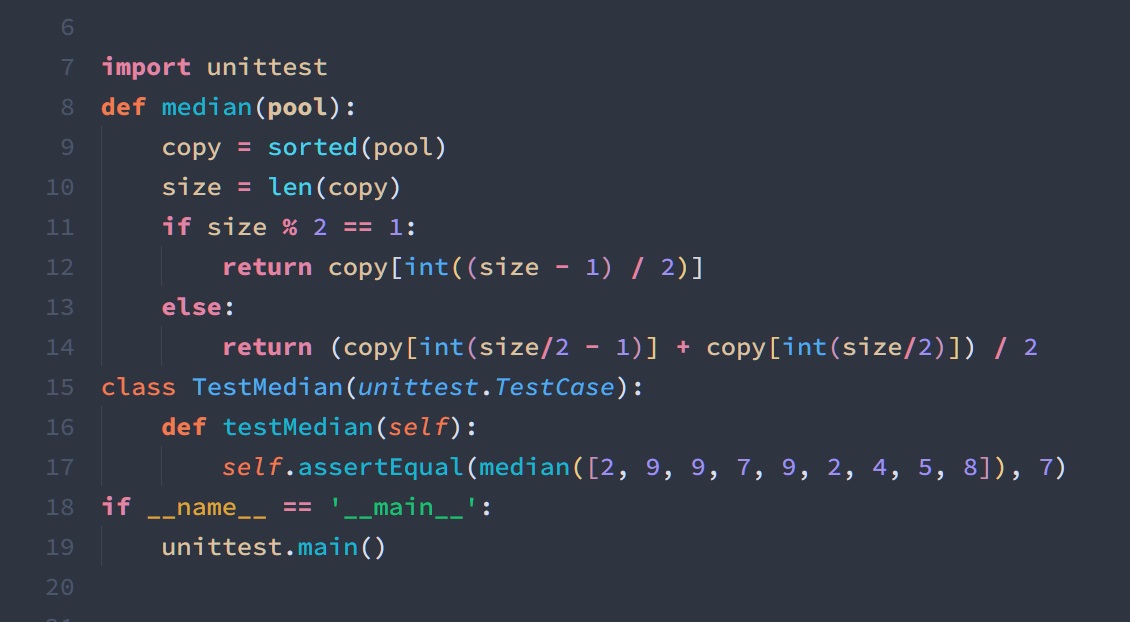 6
7 import unittest
8 def median(pool):
9     copy = sorted(pool)
10     size = len(copy)
11     if size % 2 == 1:
12         return copy[int((size - 1) / 2)]
13     else:
14         return (copy[int(size/2 - 1)] + copy[int(size/2)]) / 2
15 class TestMedian(unittest.TestCase):
16     def testMedian(self):
17         self.assertEqual(median([2, 9, 9, 7, 9, 2, 4, 5, 8]), 7)
18 if __name__ == '__main__':
19     unittest.main()
20